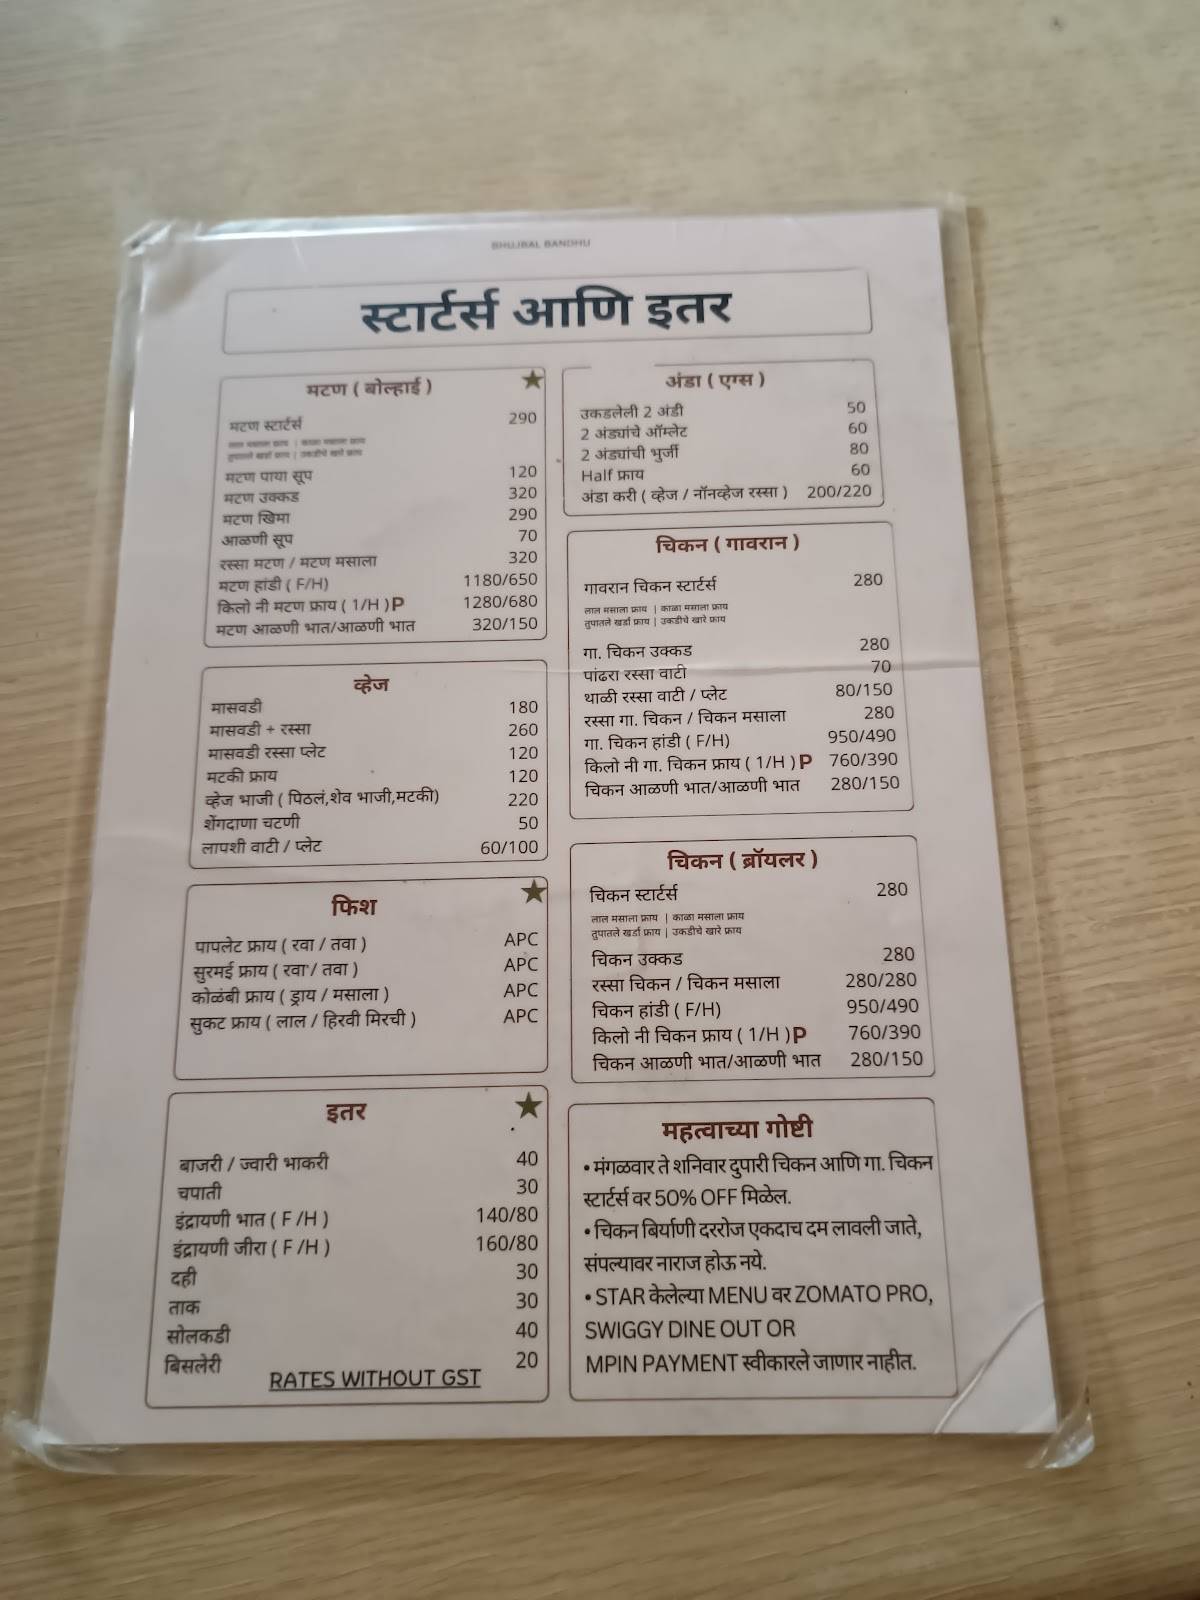 BHUJBAL BANDHU
स्टार्टर्स आणि इतर
मटण ( बोल्हाई )
मटण स्टार्टर्स 290
लाल मसाला फ्राय | काळा मसाला फ्राय
तुपातले खर्डा फ्राय | उकडीचे खारे फ्राय
मटण पाया सूप 120
मटण उक्कड 320
मटण खिमा 290
आळणी सूप 70
रस्सा मटण / मटण मसाला 320
मटण हांडी ( F/H) 1180/650
किलो नी मटण फ्राय ( 1/H )P 1280/680
मटण आळणी भात/आळणी भात 320/150
व्हेज
मासवडी 180
मासवडी + रस्सा 260
मासवडी रस्सा प्लेट 120
मटकी फ्राय 120
व्हेज भाजी ( पिठलं,शेव भाजी,मटकी) 220
शेंगदाणा चटणी 50
लापशी वाटी / प्लेट 60/100
फिश
पापलेट फ्राय ( रवा / तवा ) APC
सुरमई फ्राय ( रवा / तवा ) APC
कोळंबी फ्राय ( ड्राय / मसाला ) APC
सुकट फ्राय ( लाल / हिरवी मिरची ) APC
इतर
बाजरी / ज्वारी भाकरी 40
चपाती 30
इंद्रायणी भात ( F /H ) 140/80
इंद्रायणी जीरा ( F /H ) 160/80
दही 30
ताक 30
सोलकडी 40
बिसलेरी 20
RATES WITHOUT GST
अंडा ( एग्स )
उकडलेली 2 अंडी 50
2 अंड्यांचे ऑम्लेट 60
2 अंड्यांची भुर्जी 80
Half फ्राय 60
अंडा करी ( व्हेज / नॉनव्हेज रस्सा ) 200/220
चिकन ( गावरान )
गावरान चिकन स्टार्टर्स 280
लाल मसाला फ्राय | काळा मसाला फ्राय
तुपातले खर्डा फ्राय | उकडीचे खारे फ्राय
गा. चिकन उक्कड 280
पांढरा रस्सा वाटी 70
थाळी रस्सा वाटी / प्लेट 80/150
रस्सा गा. चिकन / चिकन मसाला 280
गा. चिकन हांडी ( F/H) 950/490
किलो नी गा. चिकन फ्राय ( 1/H )P 760/390
चिकन आळणी भात/आळणी भात 280/150
चिकन ( ब्रॉयलर )
चिकन स्टार्टर्स 280
लाल मसाला फ्राय | काळा मसाला फ्राय
तुपातले खर्डा फ्राय | उकडीचे खारे फ्राय
चिकन उक्कड 280
रस्सा चिकन / चिकन मसाला 280/280
चिकन हांडी ( F/H) 950/490
किलो नी चिकन फ्राय ( 1/H )P 760/390
चिकन आळणी भात/आळणी भात 280/150
महत्वाच्या गोष्टी
• मंगळवार ते शनिवार दुपारी चिकन आणि गा. चिकन
स्टार्टर्स वर 50% OFF मिळेल.
• चिकन बिर्याणी दररोज एकदाच दम लावली जाते,
संपल्यावर नाराज होऊ नये.
• STAR केलेल्या MENU वर ZOMATO PRO,
SWIGGY DINE OUT OR
MPIN PAYMENT स्वीकारले जाणार नाहीत.